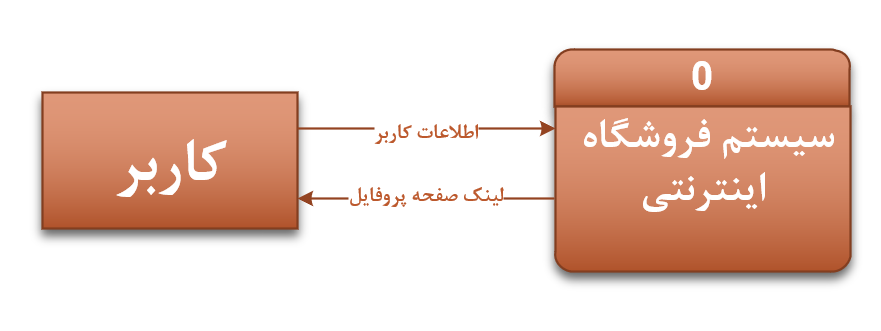 0
سیستم فروشگاه
اینترنتی
اطلاعات کاربر
کاربر
لینک صفحه پروفایل